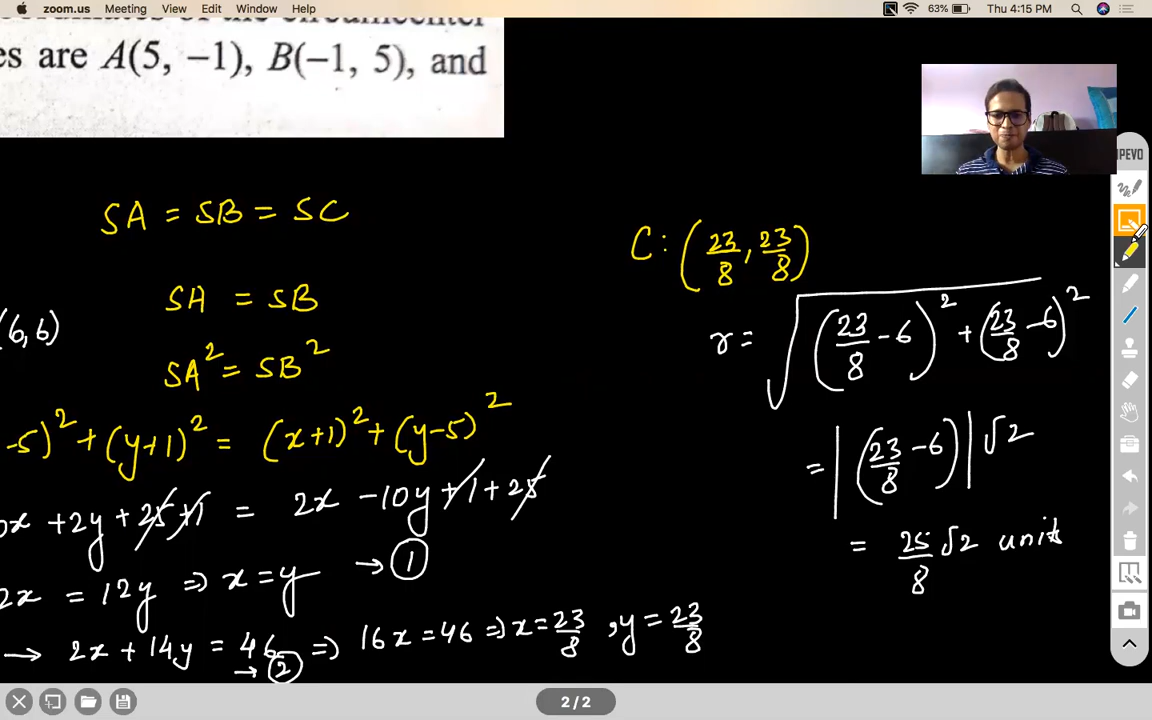 zoom.us Meeting View Edit Window Help 63% Thu 4:15 PM
es are A(5, −1), B(−1, 5), and
IPEVO
SA = SB = SC
C: (23/8, 23/8)
SA = SB
(6,6)
r = √((23/8 − 6)² + (23/8 − 6)²)
SA² = SB²
-5)² + (y+1)² = (x+1)² + (y-5)²
= |(23/8 − 6)| √2
0x + 2y + 25 + 1 = 2x − 10y + 1 + 25
= 25/8 √2 units
2x = 12y ⇒ x = y → ①
→ 2x + 14y = 46 ⇒ 16x = 46 ⇒ x = 23/8 , y = 23/8
→ ②
2/2